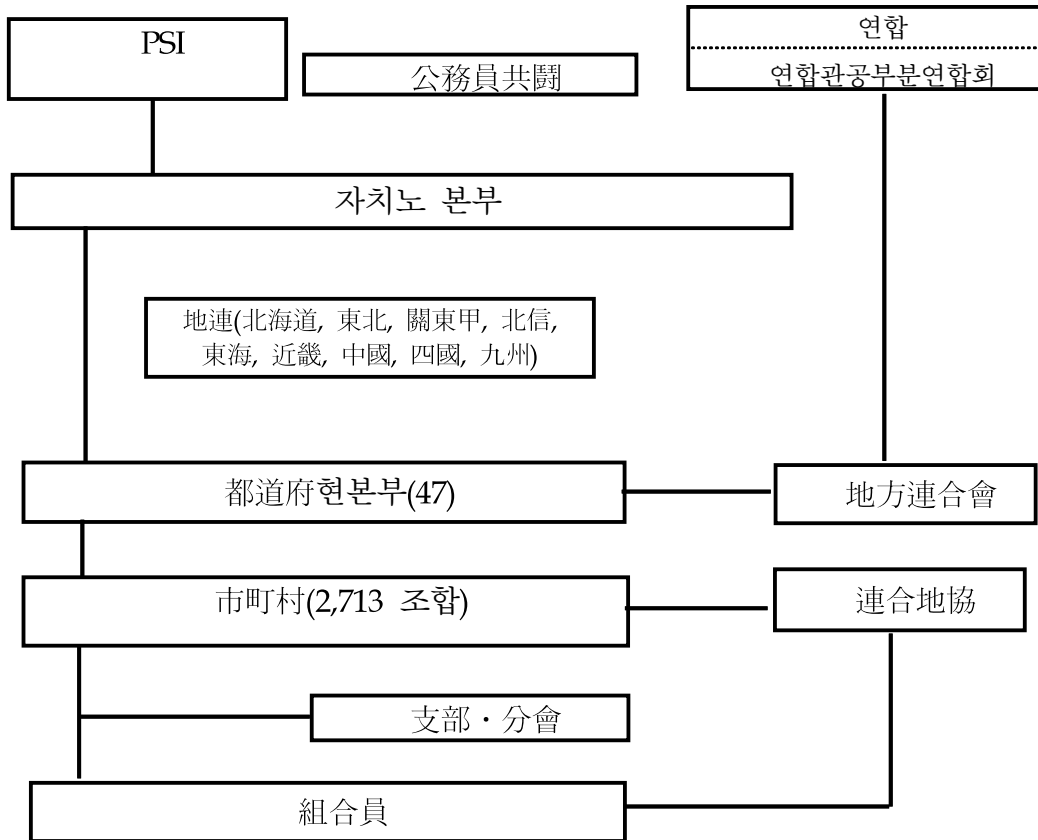 PSI
公務員共鬪
연합
연합관공부분연합회
자치노 본부
地連(北海道, 東北, 關東甲, 北信,
東海, 近畿, 中國, 四國, 九州)
都道府현본부(47)
地方連合會
市町村(2,713 조합)
連合地協
支部・分會
組合員